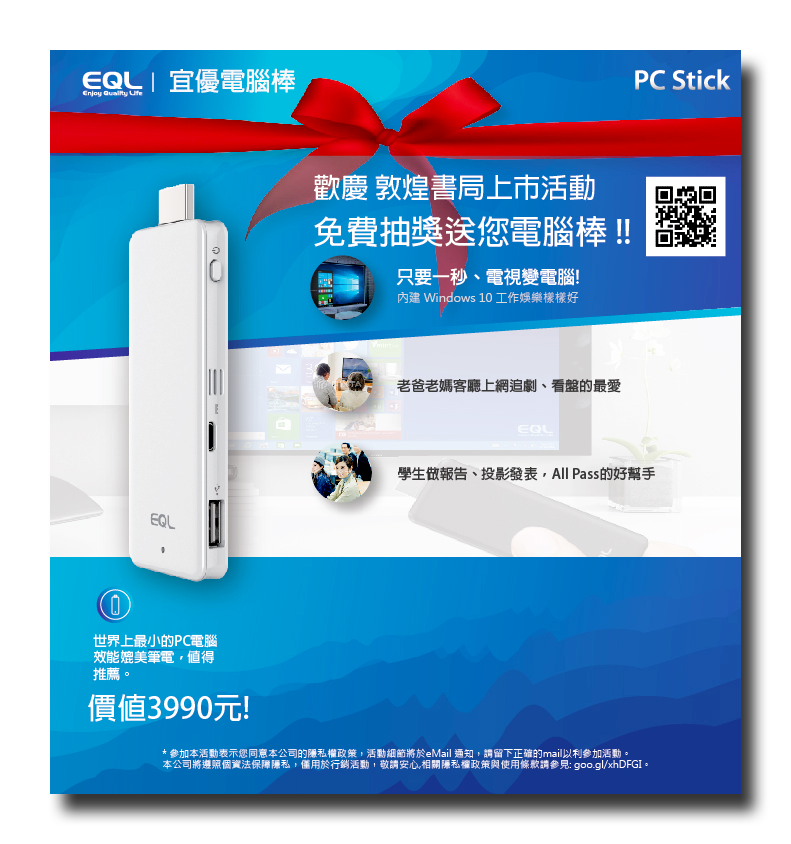 EQL
Enjoy Quality Life
宜優電腦棒
PC Stick
歡慶 敦煌書局上市活動
免費抽獎送您電腦棒 !!
只要一秒、電視變電腦!
內建 Windows 10 工作娛樂樣樣好
老爸老媽客廳上網追劇、看盤的最愛
EQL
學生做報告、投影發表，All Pass的好幫手
EQL
世界上最小的PC電腦
效能媲美筆電，值得
推薦。
價值3990元!
* 參加本活動表示您同意本公司的隱私權政策，活動細節將於eMail 通知，請留下正確的mail以利參加活動。
本公司將遵照個資法保障隱私，僅用於行銷活動，敬請安心,相關隱私權政策與使用條款請參見: goo.gl/xhDFGI。